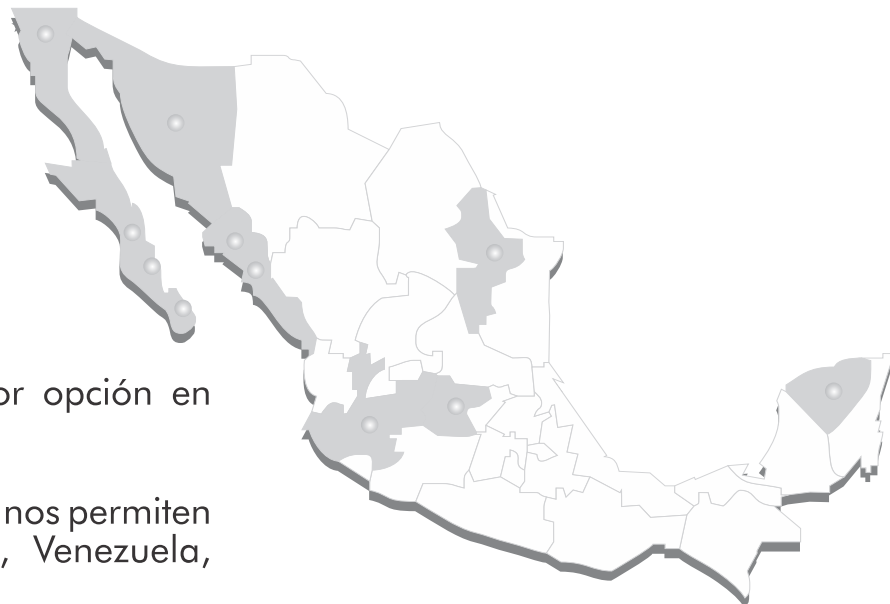 or opción en
nos permiten
, Venezuela,